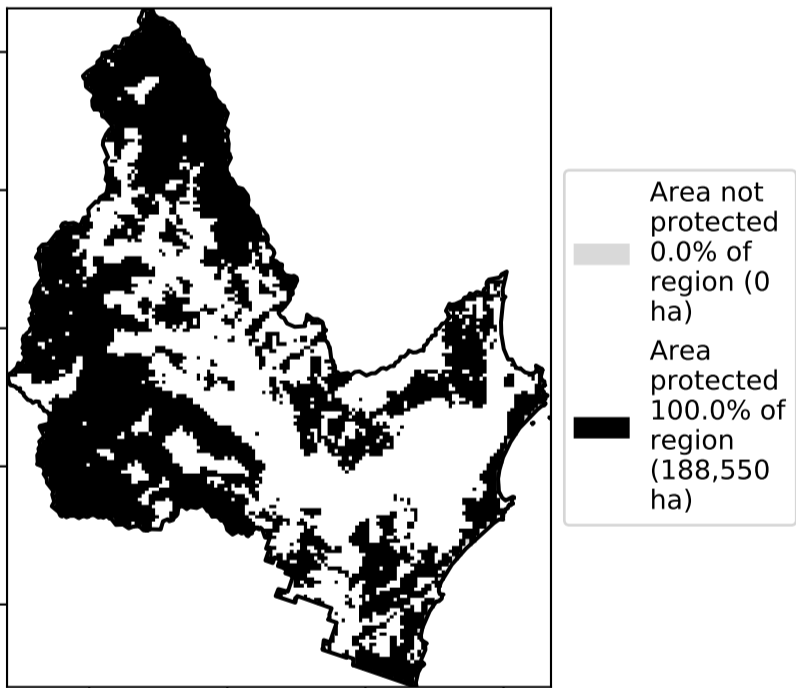 Area not
protected
0.0% of
region (0
ha)
Area
protected
100.0% of
region
(188,550
ha)